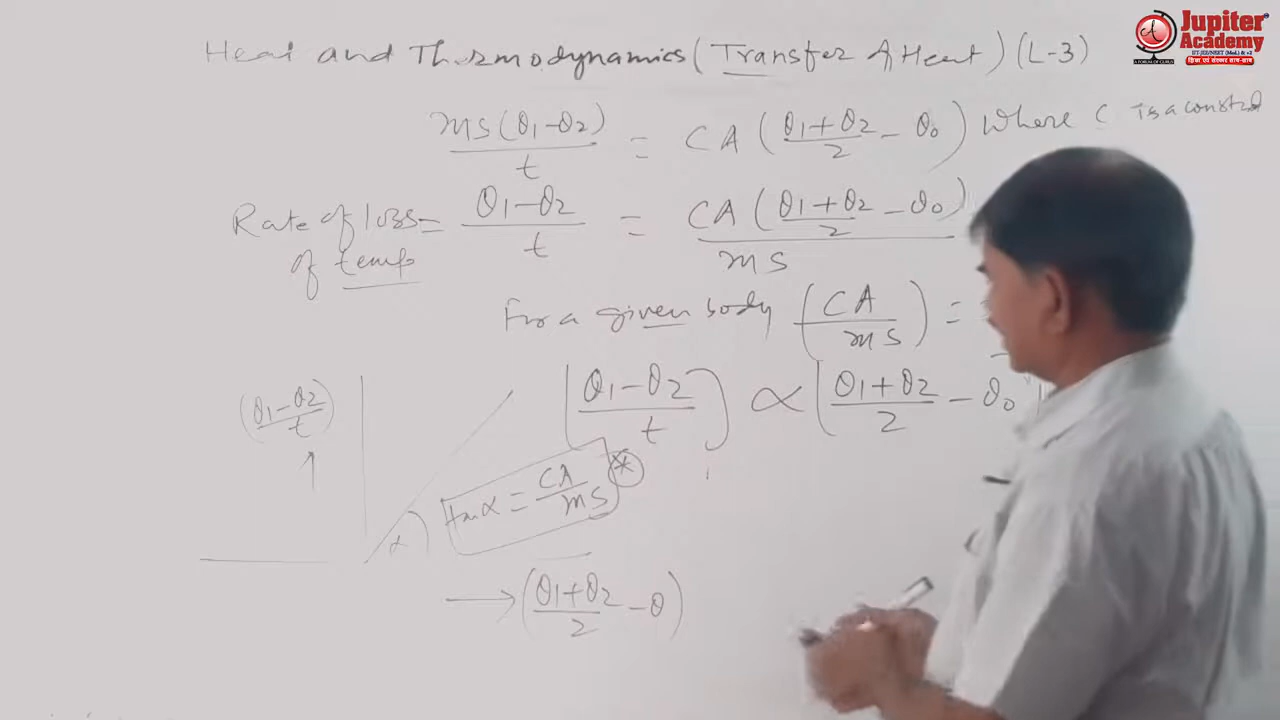 Jupiter
Academy
Heat and Thermodynamics (Transfer of Heat) (L-3)
ms(θ1-θ2)/t = CA((θ1+θ2)/2 - θ0) Where C is a constat
Rate of loss of temp = (θ1-θ2)/t = CA((θ1+θ2)/2 - θ0)/ms
For a given body (CA/ms) =
((θ1-θ2)/t) ∝ ((θ1+θ2)/2 - θ0)
((θ1-θ2)/t)
↑
tanα = CA/ms *
α
→ ((θ1+θ2)/2 - θ)